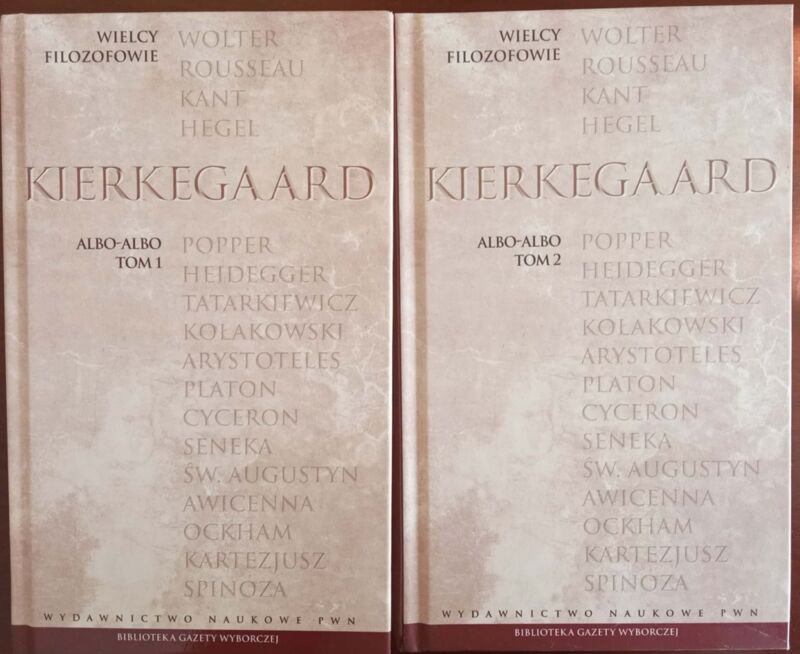 WIELCY
FILOZOFOWIE
WOLTER
ROUSSEAU
KANT
HEGEL
KIERKEGAARD
ALBO-ALBO
TOM 1
POPPER
HEIDEGGER
TATARKIEWICZ
KOŁAKOWSKI
ARYSTOTELES
PLATON
CYCERON
SENEKA
ŚW. AUGUSTYN
AWICENNA
OCKHAM
KARTEZJUSZ
SPINOZA
WYDAWNICTWO NAUKOWE PWN
BIBLIOTEKA GAZETY WYBORCZEJ
WIELCY
FILOZOFOWIE
WOLTER
ROUSSEAU
KANT
HEGEL
KIERKEGAARD
ALBO-ALBO
TOM 2
POPPER
HEIDEGGER
TATARKIEWICZ
KOŁAKOWSKI
ARYSTOTELES
PLATON
CYCERON
SENEKA
ŚW. AUGUSTYN
AWICENNA
OCKHAM
KARTEZJUSZ
SPINOZA
WYDAWNICTWO NAUKOWE PWN
BIBLIOTEKA GAZETY WYBORCZEJ